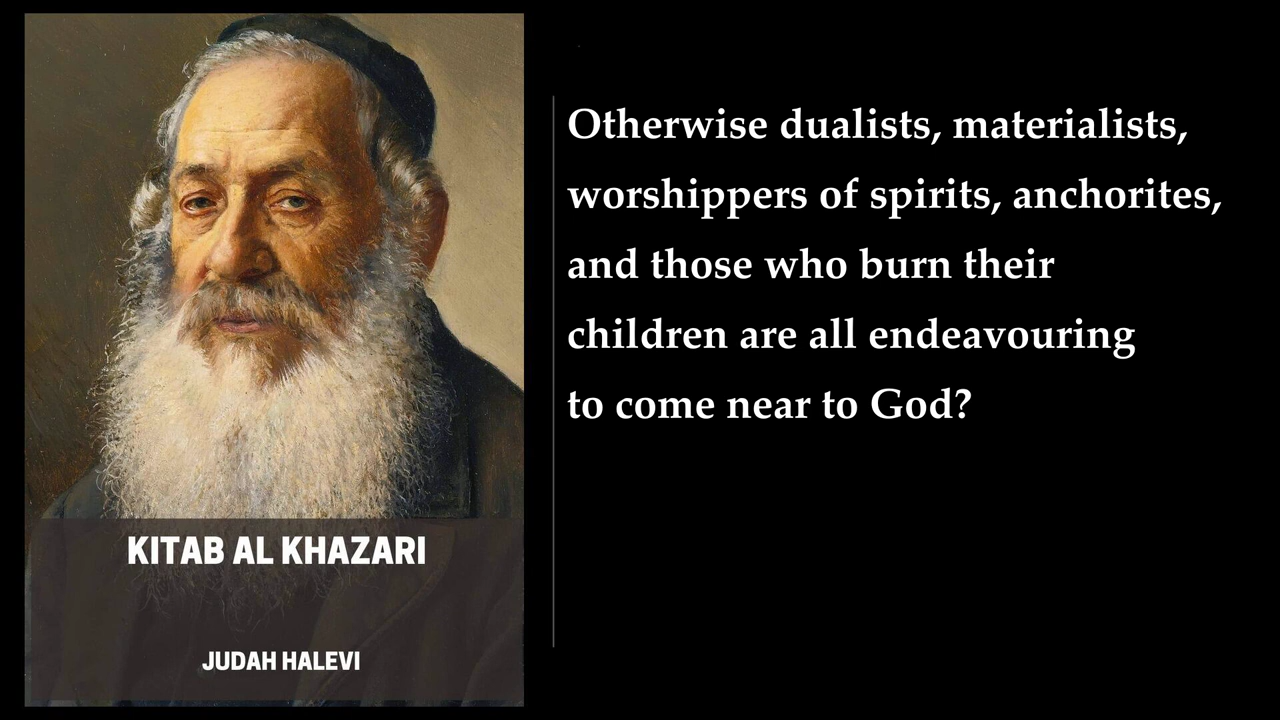 KITAB AL KHAZARI
JUDAH HALEVI
Otherwise dualists, materialists,
worshippers of spirits, anchorites,
and those who burn their
children are all endeavouring
to come near to God?